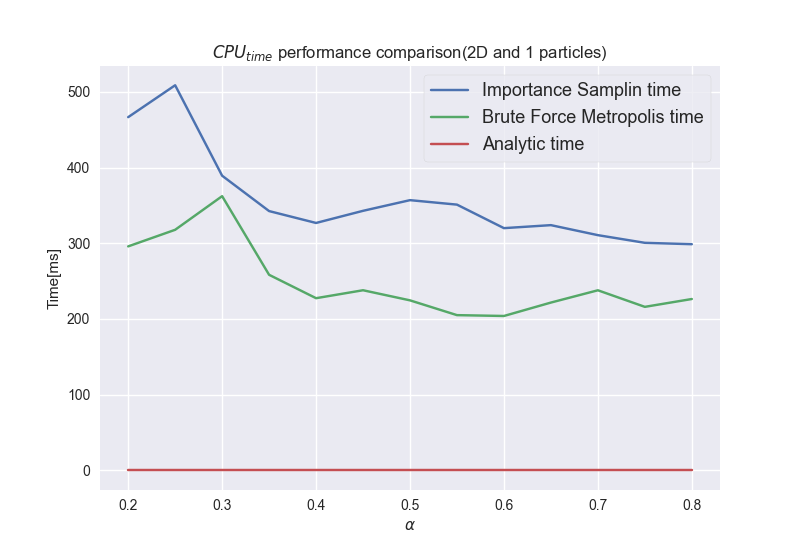 CPU_time performance comparison(2D and 1 particles)
Importance Samplin time
Brute Force Metropolis time
Analytic time
500
400
300
200
100
0
Time[ms]
0.2 0.3 0.4 0.5 0.6 0.7 0.8
α